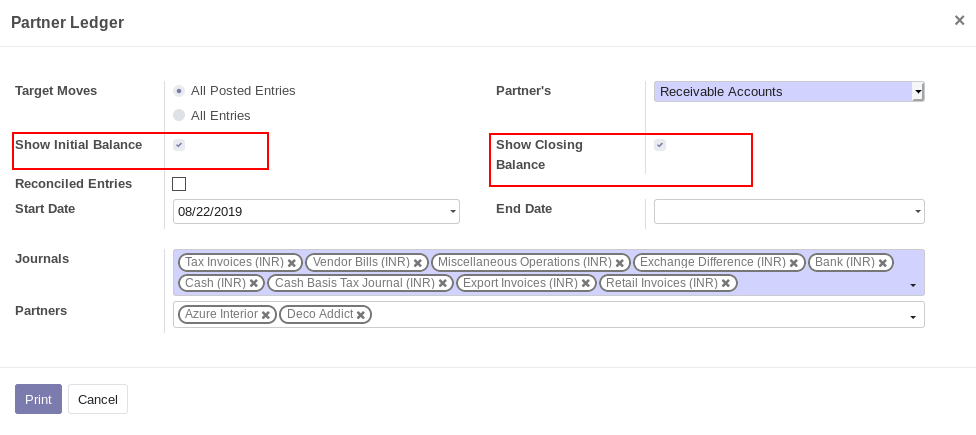 Partner Ledger ×
Target Moves All Posted Entries Partner's Receivable Accounts
All Entries
Show Initial Balance Show Closing
Balance
Reconciled Entries
Start Date 08/22/2019 End Date
Journals Tax Invoices (INR) Vendor Bills (INR) Miscellaneous Operations (INR) Exchange Difference (INR) Bank (INR)
Cash (INR) Cash Basis Tax Journal (INR) Export Invoices (INR) Retail Invoices (INR)
Partners Azure Interior Deco Addict
Print Cancel